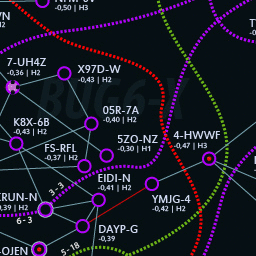 -0,50 | H3
7-UH4Z
-0,36 | H2
X97D-W
-0,43 | H2
05R-7A
-0,40 | H2
K8X-6B
-0,43 | H2
FS-RFL
-0,37 | H2
5ZO-NZ
-0,30 | H1
4-HWWF
-0,47 | H3
EIDI-N
-0,41 | H2
3-3
YMJG-4
-0,42 | H2
6-3
DAYP-G
-0,39
5-18